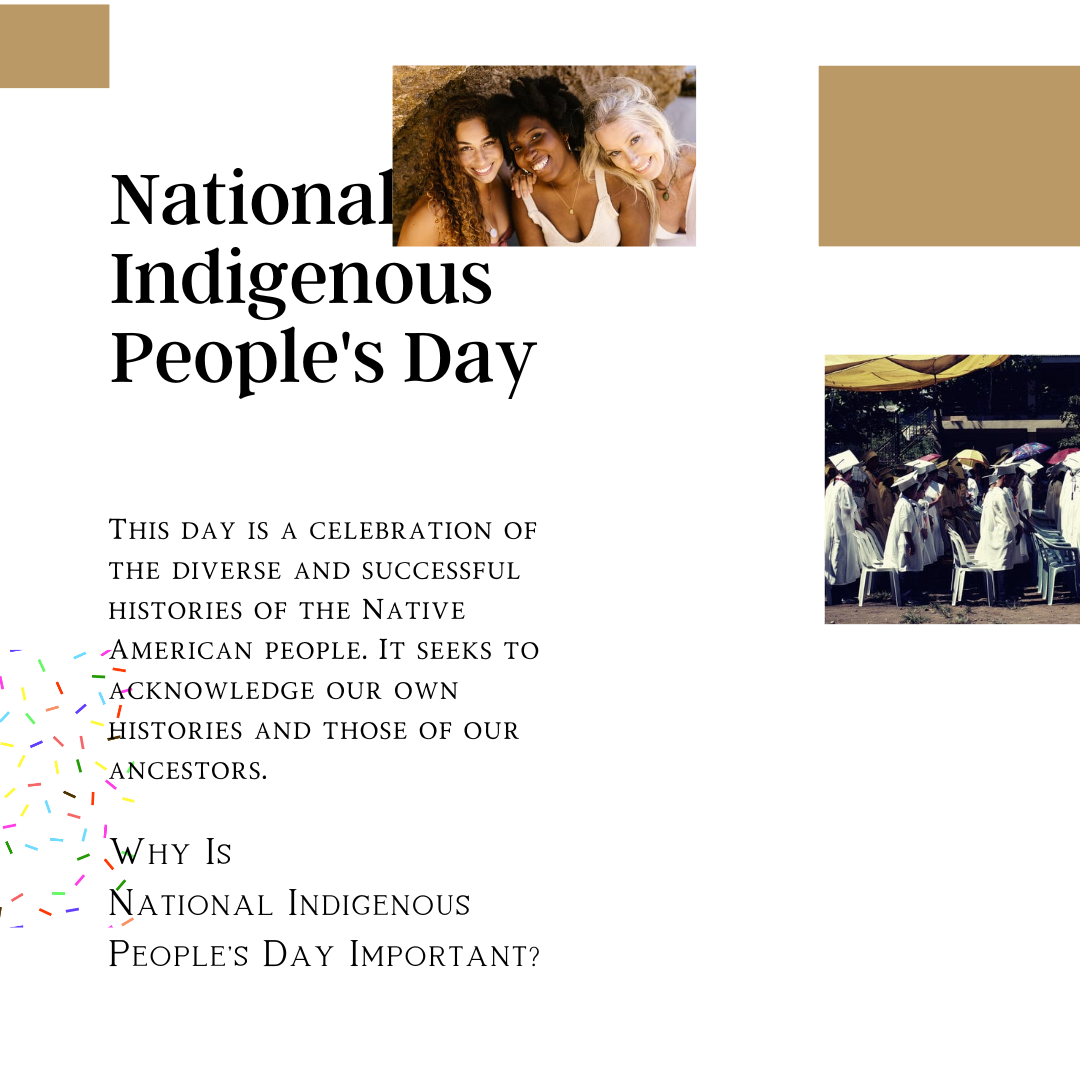 National
Indigenous
People's Day
This day is a celebration of
the diverse and successful
histories of the Native
American people. It seeks to
acknowledge our own
histories and those of our
ancestors.
Why Is
National Indigenous
People's Day Important?